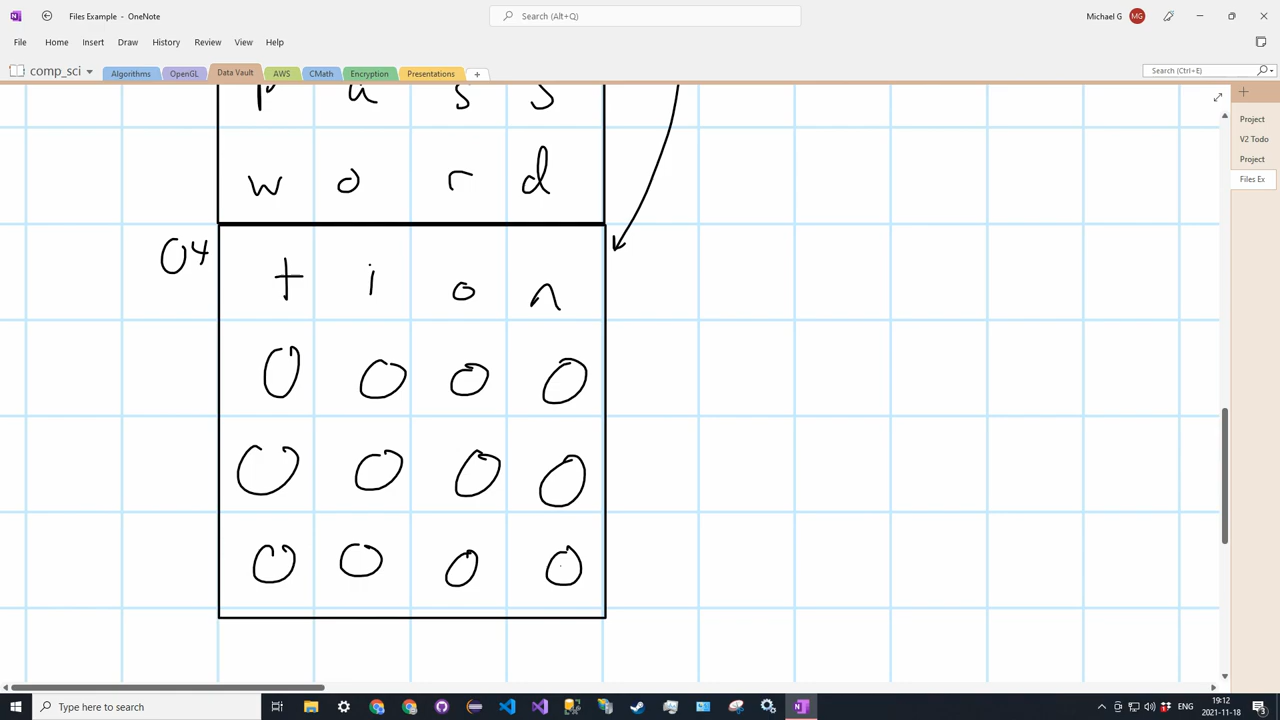 Files Example - OneNote
Search (Alt+Q)
Michael G
MG
File Home Insert Draw History Review View Help
comp_sci
Algorithms OpenGL Data Vault AWS CMath Encryption Presentations +
Search (Ctrl+E)
Project
V2 Todo
Project
Files Ex
p a s s
w o r d
04 t i o n
0 0 0 0
0 0 0 0
0 0 0 0
Type here to search
ENG
19:12
2021-11-18